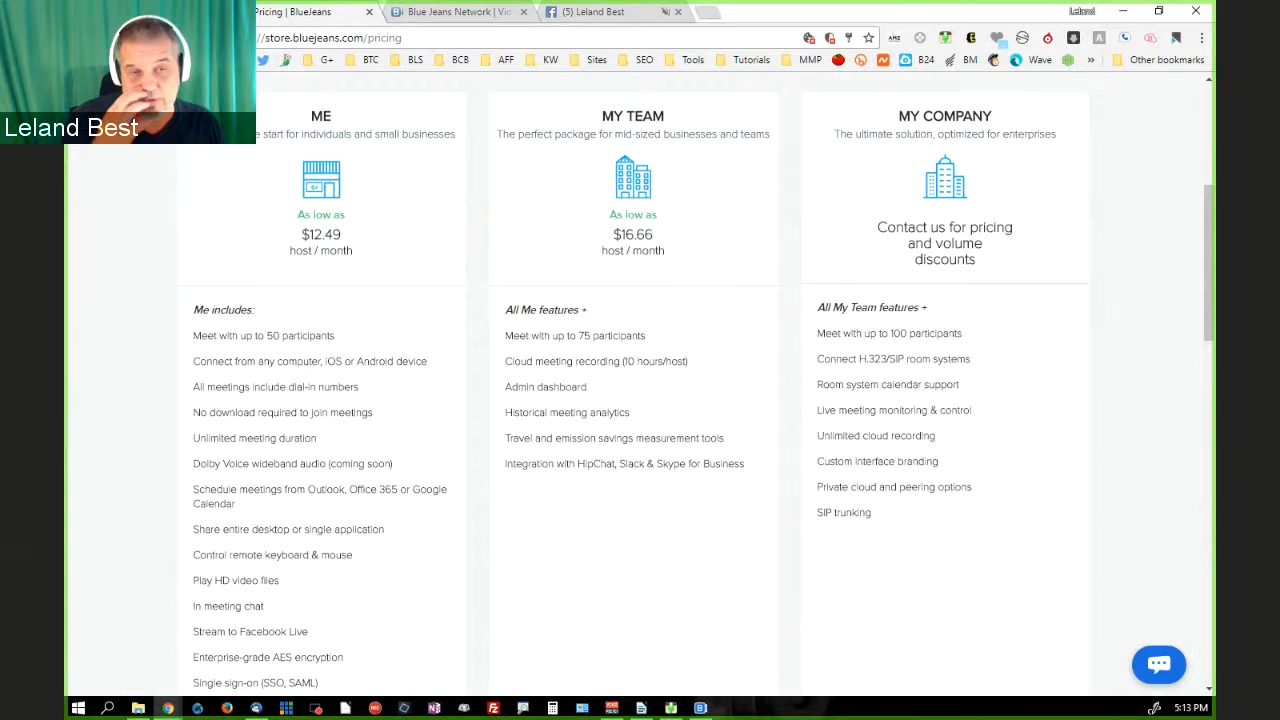 Pricing | BlueJeans
Blue Jeans Network | Vi
(5) Leland Best
Leland
//store.bluejeans.com/pricing
G+
BTC
BLS
BCB
AFF
KW
Sites
SEO
Tools
Tutorials
MMP
B24
BM
Wave
»
Other bookmarks
Leland Best
ME
start for individuals and small businesses
As low as
$12.49
host / month
Me includes:
Meet with up to 50 participants
Connect from any computer, iOS or Android device
All meetings include dial-in numbers
No download required to join meetings
Unlimited meeting duration
Dolby Voice wideband audio (coming soon)
Schedule meetings from Outlook, Office 365 or Google
Calendar
Share entire desktop or single application
Control remote keyboard & mouse
Play HD video files
In meeting chat
Stream to Facebook Live
Enterprise-grade AES encryption
Single sign-on (SSO, SAML)
MY TEAM
The perfect package for mid-sized businesses and teams
As low as
$16.66
host / month
All Me features +
Meet with up to 75 participants
Cloud meeting recording (10 hours/host)
Admin dashboard
Historical meeting analytics
Travel and emission savings measurement tools
Integration with HipChat, Slack & Skype for Business
MY COMPANY
The ultimate solution, optimized for enterprises
Contact us for pricing
and volume
discounts
All My Team features +
Meet with up to 100 participants
Connect H.323/SIP room systems
Room system calendar support
Live meeting monitoring & control
Unlimited cloud recording
Custom interface branding
Private cloud and peering options
SIP trunking
5:13 PM